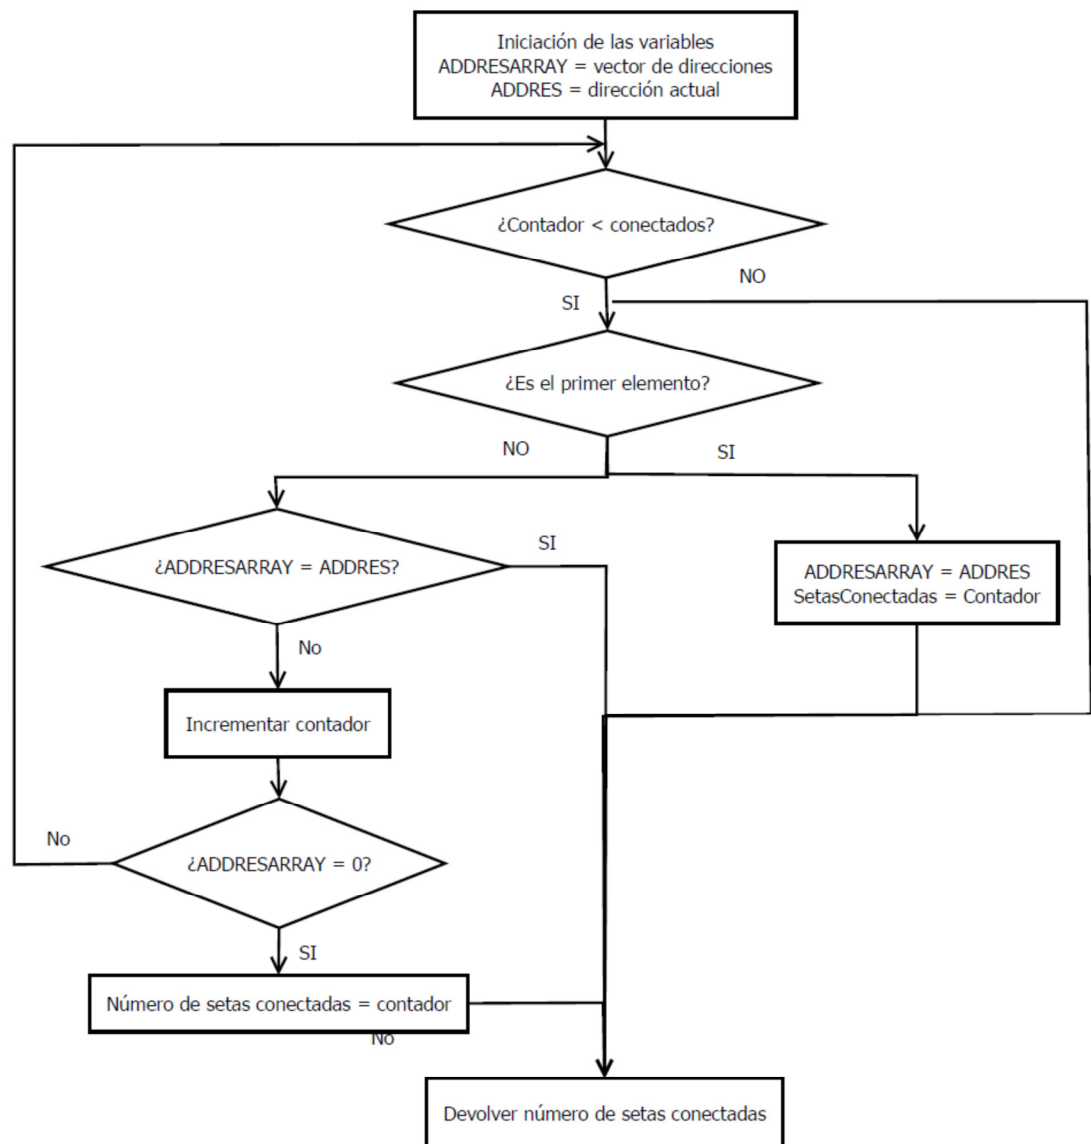 Iniciación de las variables
ADDRESARRAY = vector de direcciones
ADDRES = dirección actual
¿Contador < conectados?
NO
SI
¿Es el primer elemento?
NO
SI
¿ADDRESARRAY = ADDRES?
SI
ADDRESARRAY = ADDRES
SetasConectadas = Contador
No
Incrementar contador
No
¿ADDRESARRAY = 0?
SI
Número de setas conectadas = contador
No
Devolver número de setas conectadas